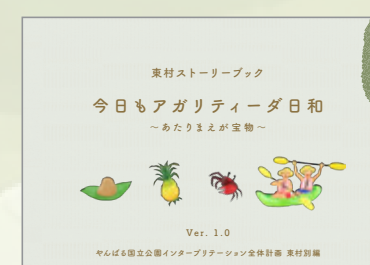 東村ストーリーブック
今日もアガリティーダ日和
～あたりまえが宝物～
Ver. 1.0
やんばる国立公園インタープリテーション全体計画 東村別編